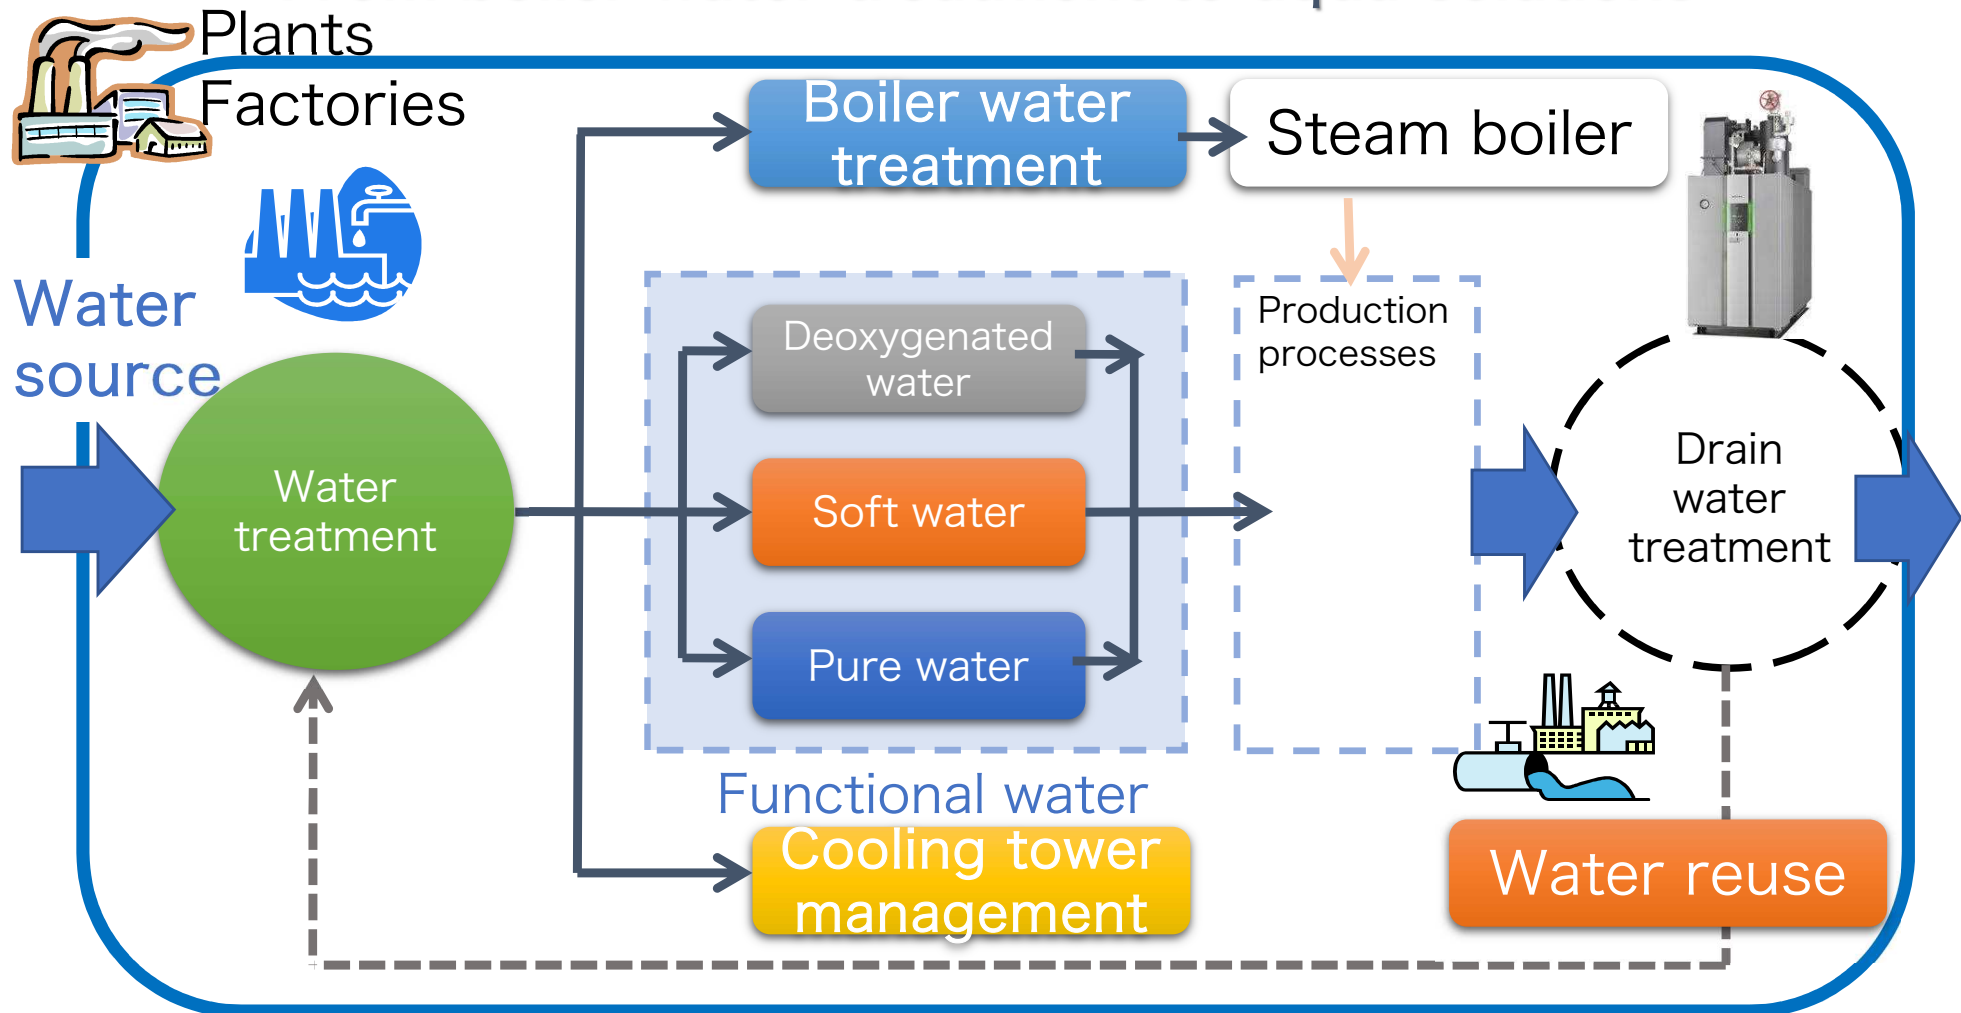 Plants
Factories
Boiler water
treatment
Steam boiler
Water
source
Deoxygenated
water
Production
processes
Water
treatment
Soft water
Drain
water
treatment
Pure water
Functional water
Cooling tower
management
Water reuse